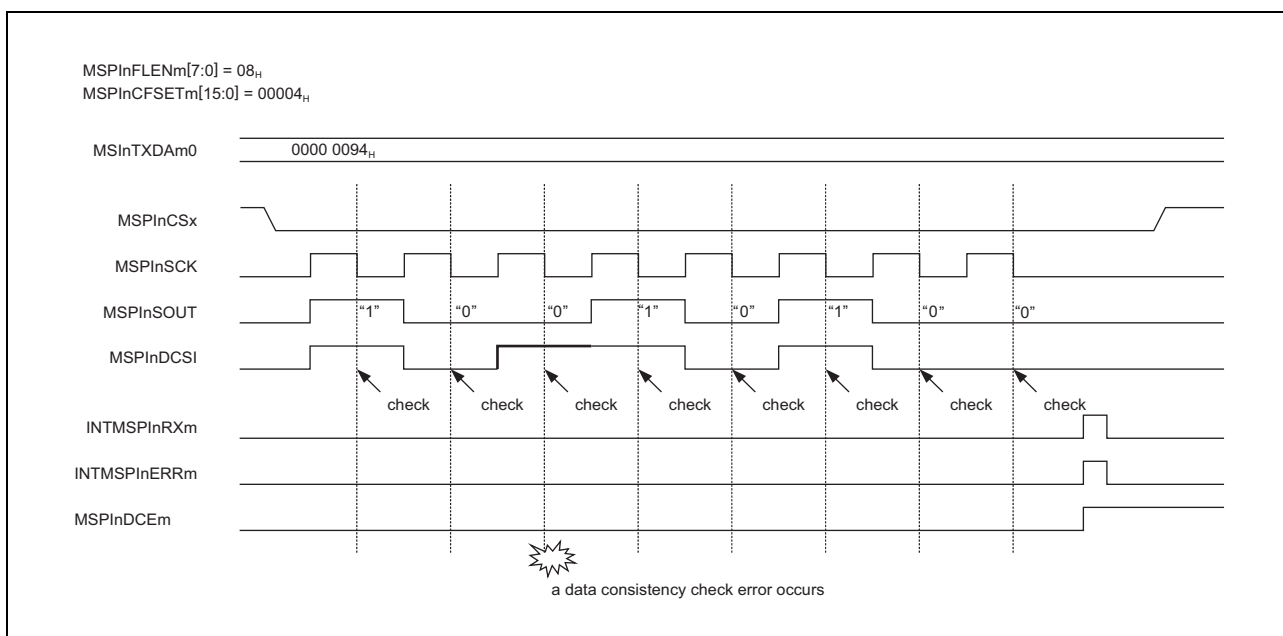 MSPInFLENm[7:0] = 08H
MSPInCFSETm[15:0] = 00004H
MSInTXDAm0 0000 0094H
MSPInCSx
MSPInSCK
MSPInSOUT "1" "0" "0" "1" "0" "1" "0" "0"
MSPInDCSI
check check check check check check check check
INTMSPInRXm
INTMSPInERRm
MSPInDCEm
a data consistency check error occurs